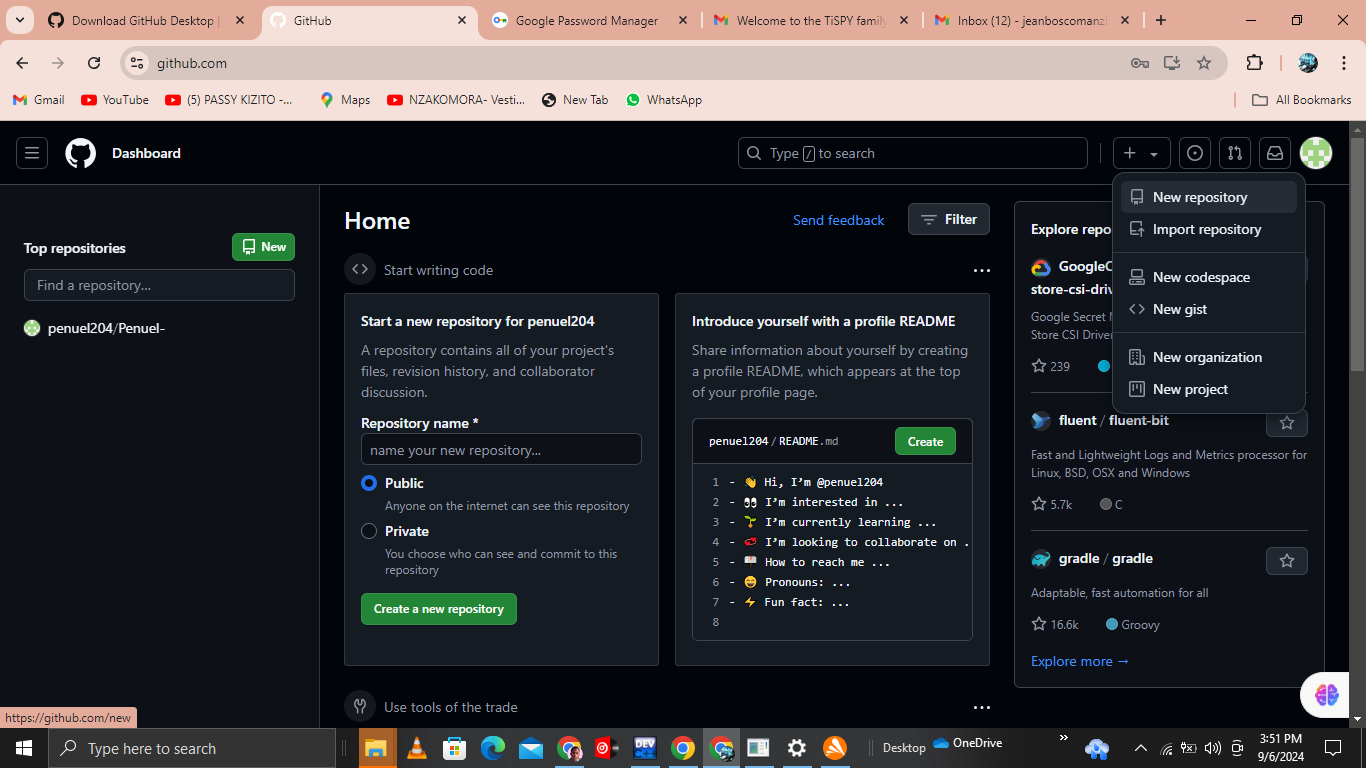 Download GitHub Desktop |
GitHub
Google Password Manager
Welcome to the TiSPY family
Inbox (12) - jeanboscomanzi
github.com
Gmail
YouTube
(5) PASSY KIZITO -...
Maps
NZAKOMORA- Vesti...
New Tab
WhatsApp
All Bookmarks
Dashboard
Type / to search
New repository
Import repository
New codespace
New gist
New organization
New project
Top repositories
New
Find a repository...
penuel204/Penuel-
Home
Send feedback
Filter
Start writing code
Start a new repository for penuel204
A repository contains all of your project's
files, revision history, and collaborator
discussion.
Repository name *
name your new repository...
Public
Anyone on the internet can see this repository
Private
You choose who can see and commit to this
repository
Create a new repository
Introduce yourself with a profile README
Share information about yourself by creating
a profile README, which appears at the top
of your profile page.
penuel204 / README.md
Create
1 - 👋 Hi, I'm @penuel204
2 - 👀 I'm interested in ...
3 - 🌱 I'm currently learning ...
4 - 💞️ I'm looking to collaborate on .
5 - 📫 How to reach me ...
6 - 😄 Pronouns: ...
7 - ⚡ Fun fact: ...
8
Use tools of the trade
Explore repo
GoogleC
store-csi-driv
Google Secret M
Store CSI Driver
239
fluent / fluent-bit
Fast and Lightweight Logs and Metrics processor for
Linux, BSD, OSX and Windows
5.7k
C
gradle / gradle
Adaptable, fast automation for all
16.6k
Groovy
Explore more →
https://github.com/new
Type here to search
DEV
Desktop
OneDrive
3:51 PM
9/6/2024